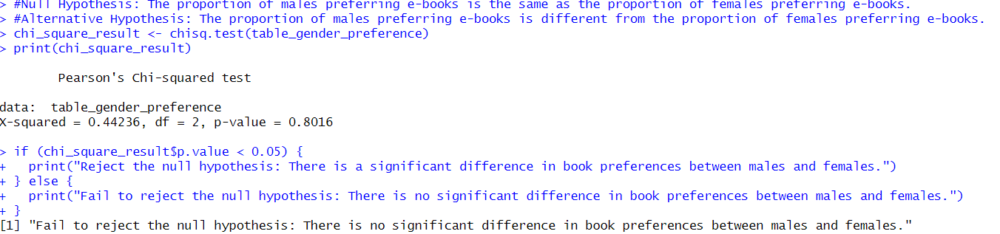 > #Null Hypothesis: The proportion of males preferring e-books is the same as the proportion of females preferring e-books.
> #Alternative Hypothesis: The proportion of males preferring e-books is different from the proportion of females preferring e-books.
> chi_square_result <- chisq.test(table_gender_preference)
> print(chi_square_result)

        Pearson's Chi-squared test

data:  table_gender_preference
X-squared = 0.44236, df = 2, p-value = 0.8016

> if (chi_square_result$p.value < 0.05) {
+   print("Reject the null hypothesis: There is a significant difference in book preferences between males and females.")
+ } else {
+   print("Fail to reject the null hypothesis: There is no significant difference in book preferences between males and females.")
+ }
[1] "Fail to reject the null hypothesis: There is no significant difference in book preferences between males and females."